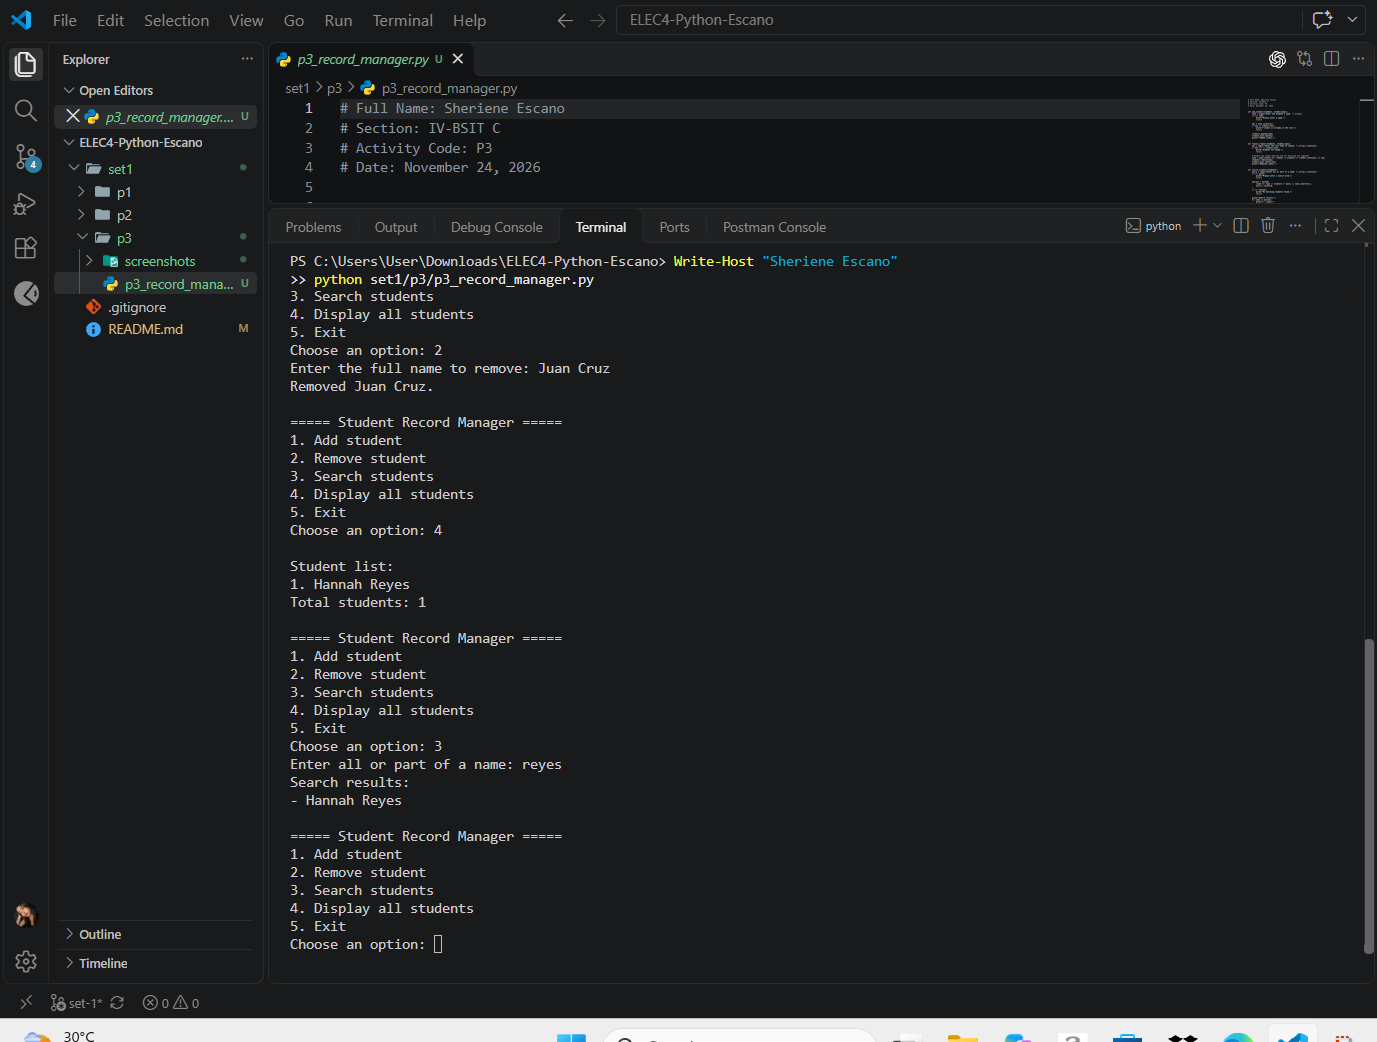 File Edit Selection View Go Run Terminal Help
ELEC4-Python-Escano
Explorer
Open Editors
p3_record_manager.... U
ELEC4-Python-Escano
set1
p1
p2
p3
screenshots
p3_record_mana... U
.gitignore
README.md M
Outline
Timeline
4
p3_record_manager.py U
set1 > p3 > p3_record_manager.py
1 # Full Name: Sheriene Escano
2 # Section: IV-BSIT C
3 # Activity Code: P3
4 # Date: November 24, 2026
5
Problems Output Debug Console Terminal Ports Postman Console
python
PS C:\Users\User\Downloads\ELEC4-Python-Escano> Write-Host "Sheriene Escano"
>> python set1/p3/p3_record_manager.py
3. Search students
4. Display all students
5. Exit
Choose an option: 2
Enter the full name to remove: Juan Cruz
Removed Juan Cruz.
===== Student Record Manager =====
1. Add student
2. Remove student
3. Search students
4. Display all students
5. Exit
Choose an option: 4
Student list:
1. Hannah Reyes
Total students: 1
===== Student Record Manager =====
1. Add student
2. Remove student
3. Search students
4. Display all students
5. Exit
Choose an option: 3
Enter all or part of a name: reyes
Search results:
- Hannah Reyes
===== Student Record Manager =====
1. Add student
2. Remove student
3. Search students
4. Display all students
5. Exit
Choose an option:
set-1* 0 0
30°C